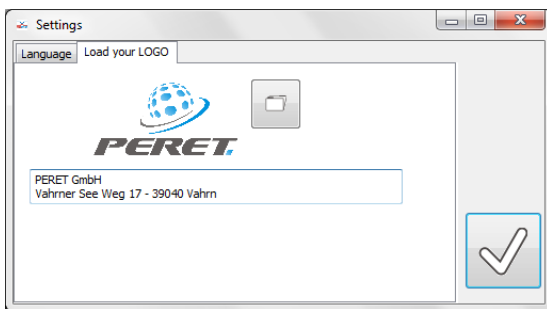 Settings
Language Load your LOGO
PERET
PERET GmbH
Vahrner See Weg 17 - 39040 Vahrn